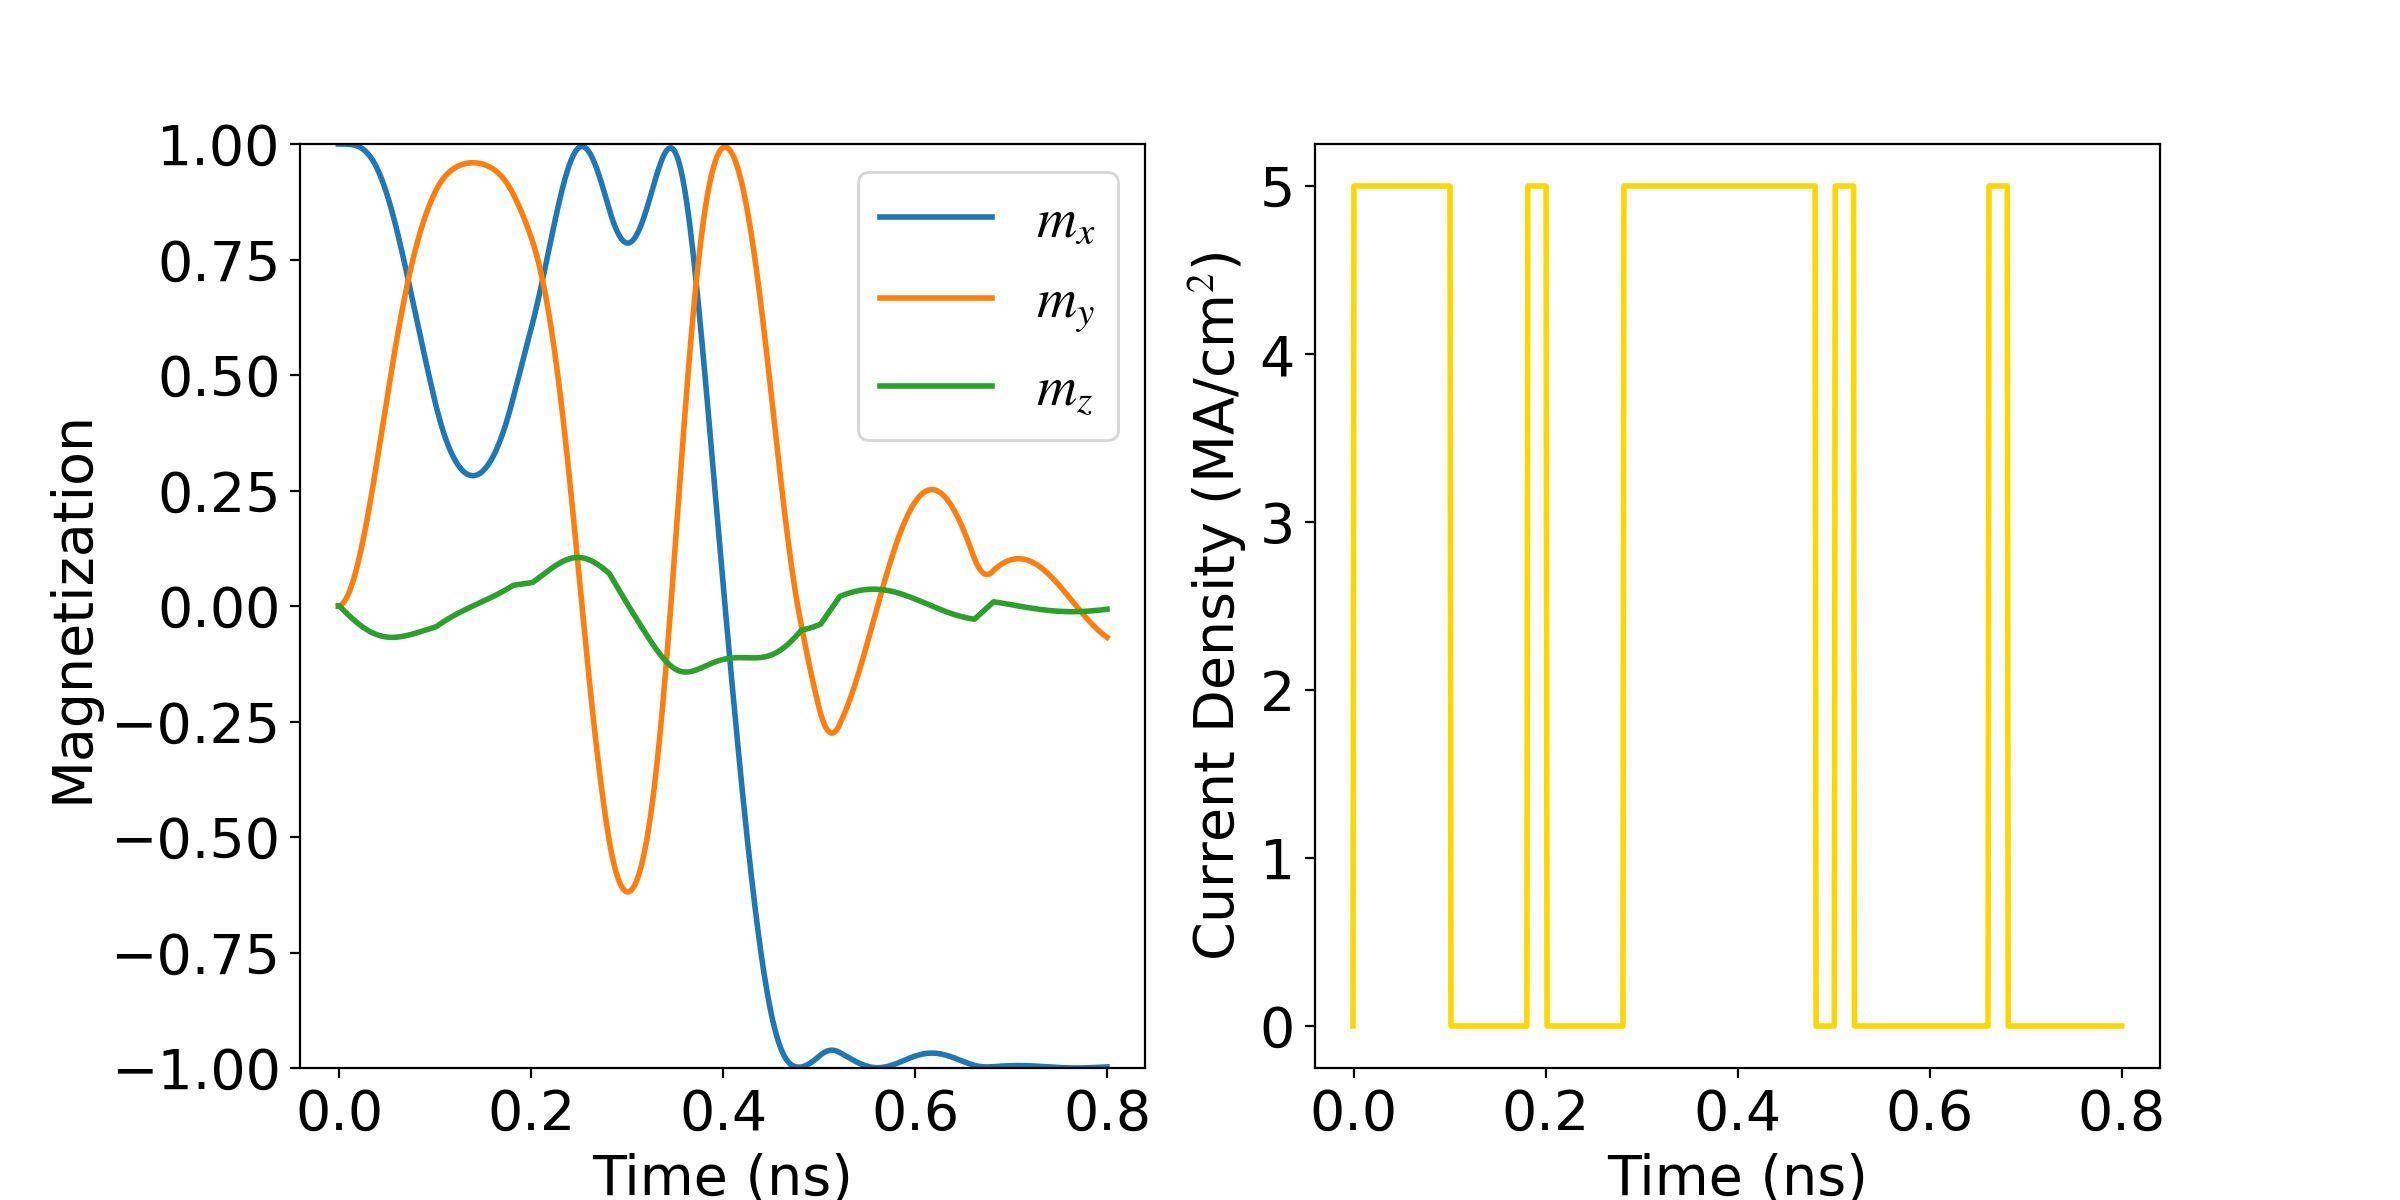 Magnetization
1.00
0.75
0.50
0.25
0.00
−0.25
−0.50
−0.75
−1.00
0.0 0.2 0.4 0.6 0.8
Time (ns)
m_x
m_y
m_z
Current Density (MA/cm²)
5
4
3
2
1
0
0.0 0.2 0.4 0.6 0.8
Time (ns)